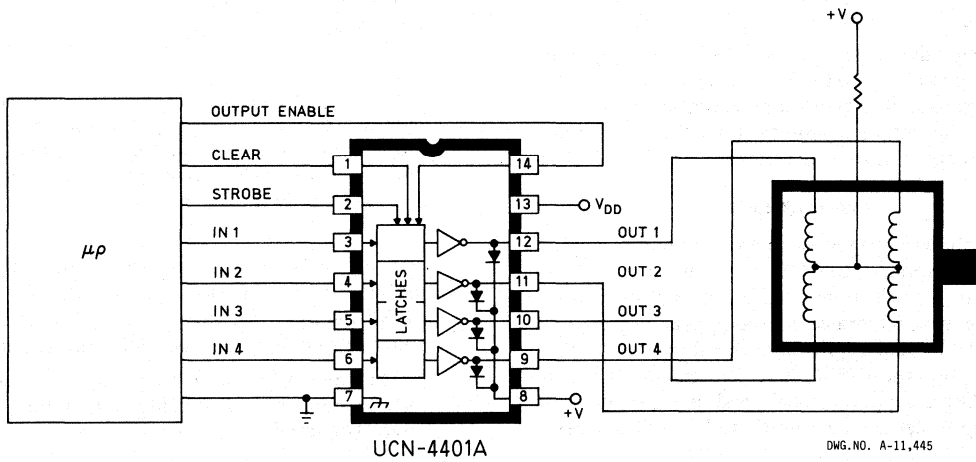 +V
OUTPUT ENABLE
CLEAR
1
14
STROBE
2
13
VDD
μp
IN 1
3
12
OUT 1
IN 2
4
LATCHES
11
OUT 2
IN 3
5
10
OUT 3
IN 4
6
9
OUT 4
7
8
+V
UCN-4401A
DWG.NO. A-11,445